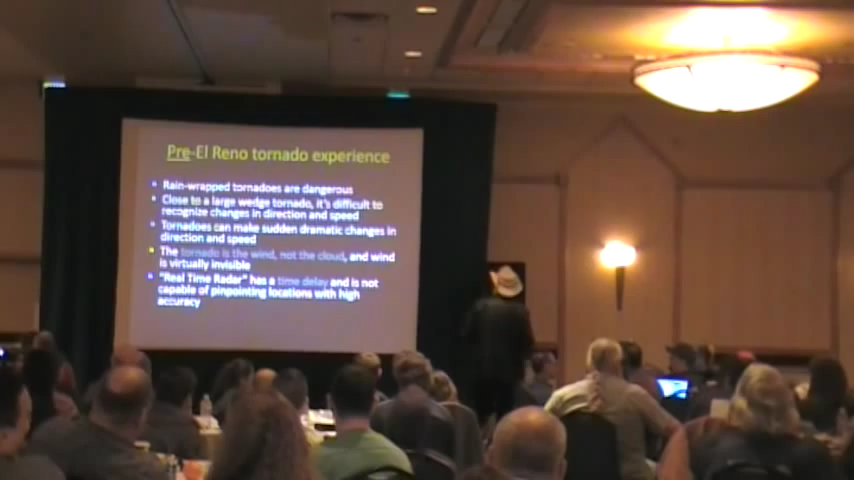 Pre-El Reno tornado experience
Rain-wrapped tornadoes are dangerous
Close to a large wedge tornado, it's difficult to
recognize changes in direction and speed
Tornadoes can make sudden dramatic changes in
direction and speed
The tornado is the wind, not the cloud, and wind
is virtually invisible
"Real Time Radar" has a time delay and is not
capable of pinpointing locations with high
accuracy